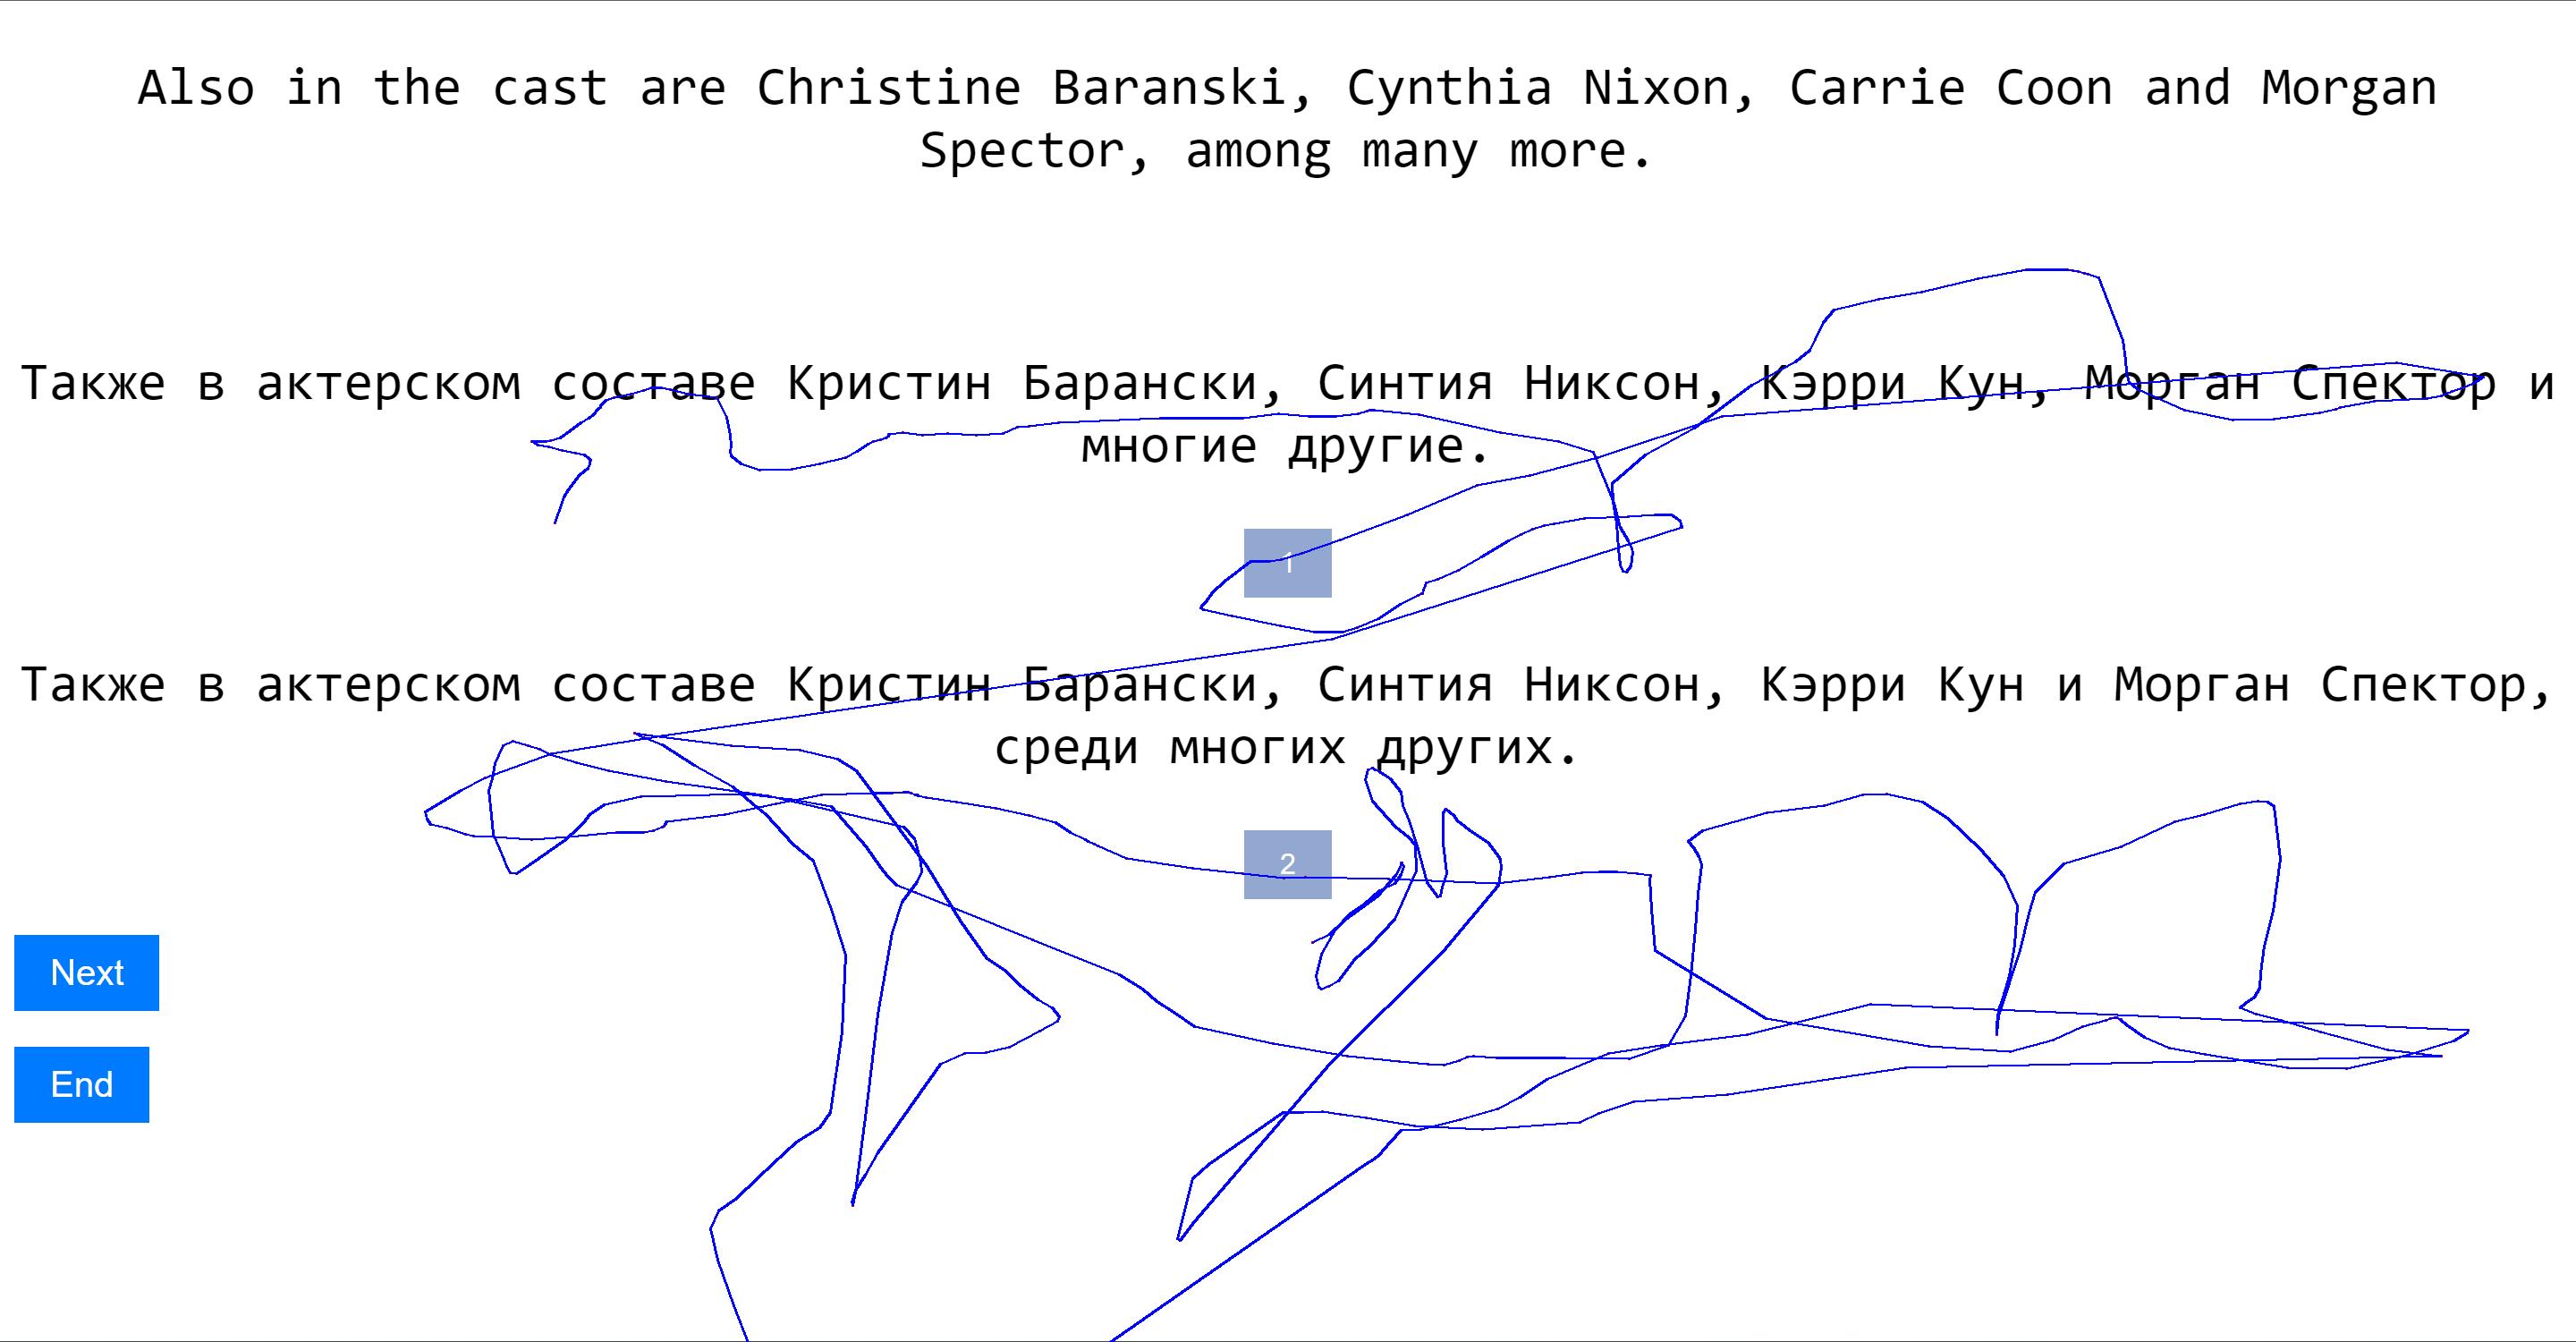 Also in the cast are Christine Baranski, Cynthia Nixon, Carrie Coon and Morgan
Spector, among many more.
Также в актерском составе Кристин Барански, Синтия Никсон, Кэрри Кун, Морган Спектор и
многие другие.
1
Также в актерском составе Кристин Барански, Синтия Никсон, Кэрри Кун и Морган Спектор,
среди многих других.
2
Next
End